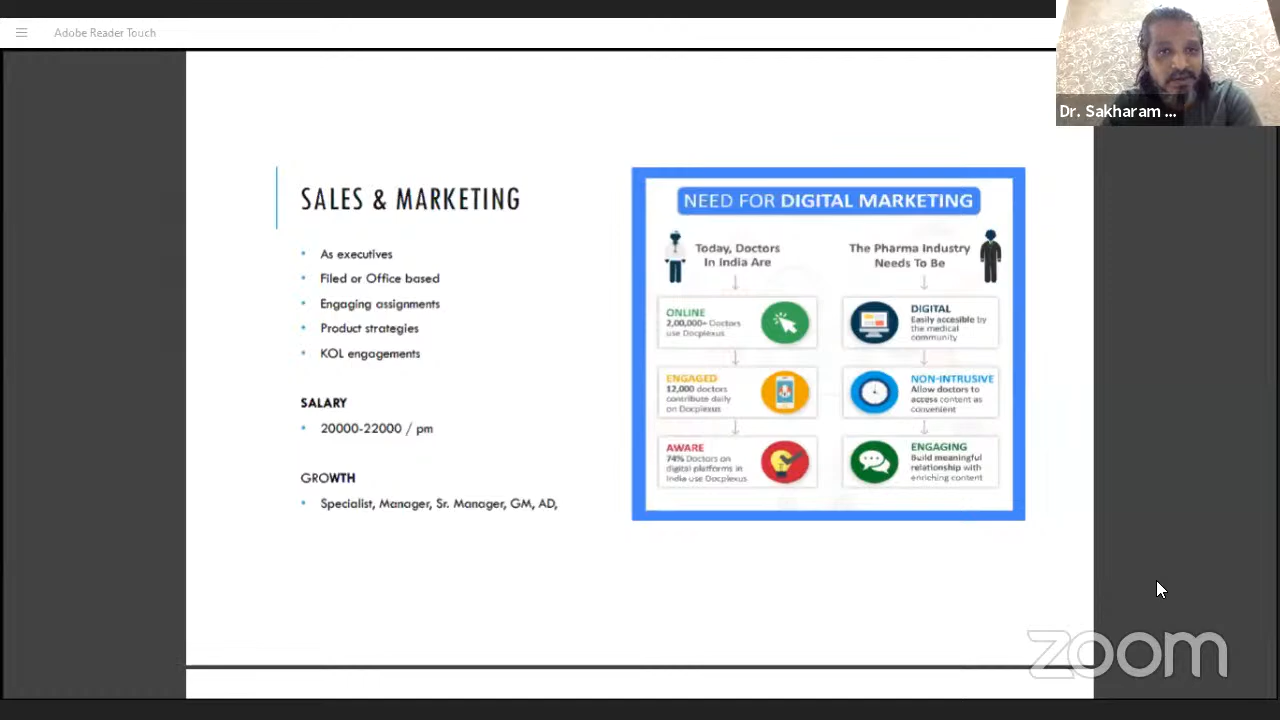 Adobe Reader Touch
Dr. Sakharam ...
SALES & MARKETING
As executives
Filed or Office based
Engaging assignments
Product strategies
KOL engagements
SALARY
20000-22000 / pm
GROWTH
Specialist, Manager, Sr. Manager, GM, AD,
NEED FOR DIGITAL MARKETING
Today, Doctors
In India Are
ONLINE
2,00,000+ Doctors
use Docplexus
ENGAGED
12,000 doctors
contribute daily
on Docplexus
AWARE
74% Doctors on
digital platforms in
India use Docplexus
The Pharma Industry
Needs To Be
DIGITAL
Easily accesible by
the medical
community
NON-INTRUSIVE
Allow doctors to
access content as
convenient
ENGAGING
Build meaningful
relationship with
enriching content
zoom